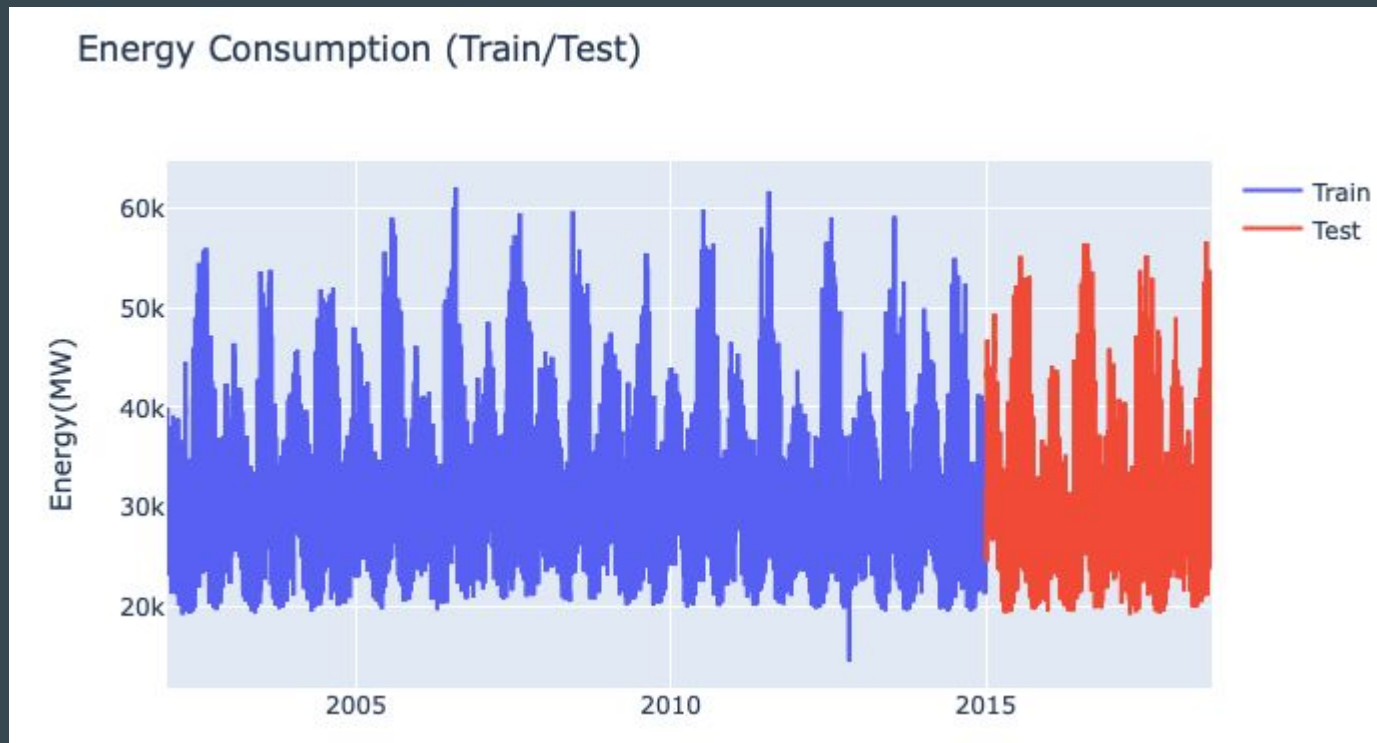 Energy Consumption (Train/Test)
60k
50k
40k
30k
20k
Energy(MW)
2005
2010
2015
Train
Test